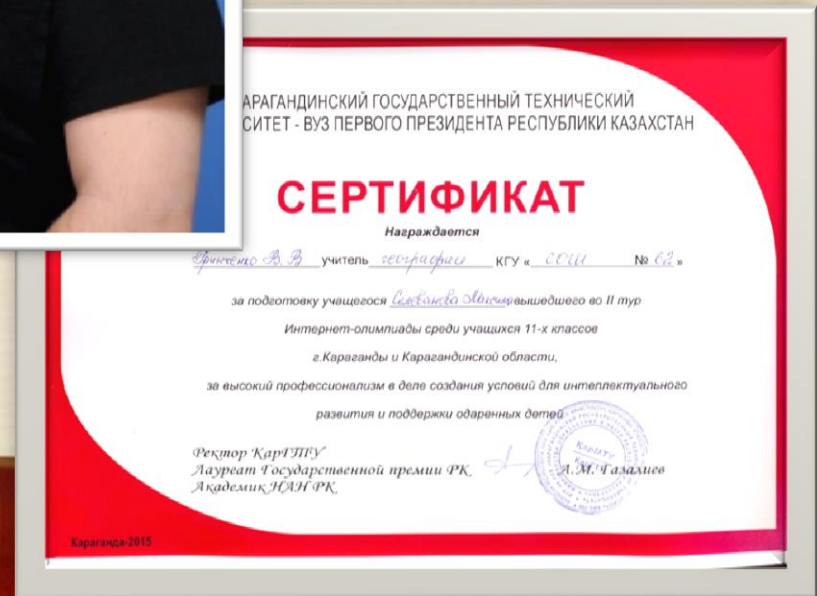 АРАГАНДИНСКИЙ ГОСУДАРСТВЕННЫЙ ТЕХНИЧЕСКИЙ
СИТЕТ - ВУЗ ПЕРВОГО ПРЕЗИДЕНТА РЕСПУБЛИКИ КАЗАХСТАН
СЕРТИФИКАТ
Награждается
Гринченко В. В учитель географии КГУ « СОШ № 62 »
за подготовку учащегося вышедшего во II тур
Интернет-олимпиады среди учащихся 11-х классов
г.Караганды и Карагандинской области,
за высокий профессионализм в деле создания условий для интеллектуального
развития и поддержки одаренных детей
Ректор КарГТУ
Лауреат Государственной премии РК А.М. Газалиев
Академик НАН РК
Караганда-2015